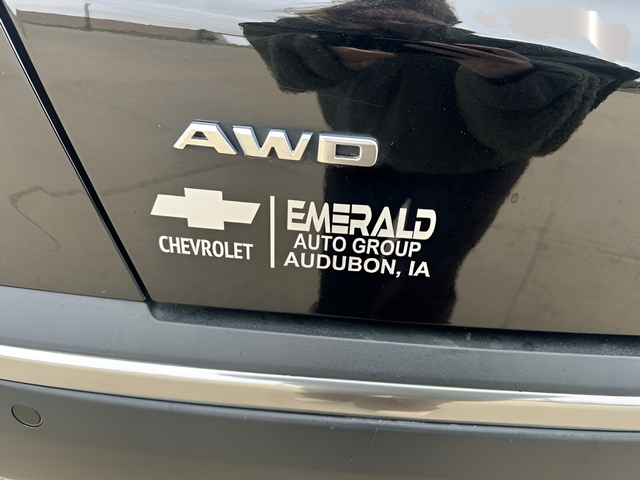 AWD
CHEVROLET
EMERALD
AUTO GROUP
AUDUBON, IA